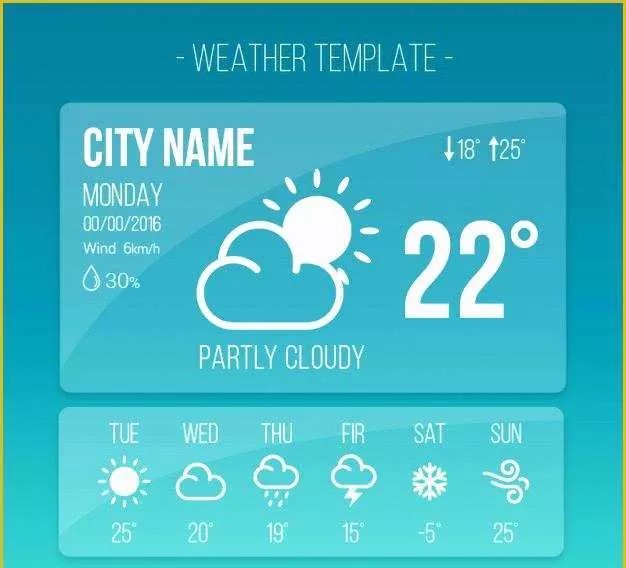 - WEATHER TEMPLATE -
CITY NAME
↓18° ↑25°
MONDAY
00/00/2016
Wind 6km/h
30%
22°
PARTLY CLOUDY
TUE WED THU FIR SAT SUN
25° 20° 19° 15° -5° 25°